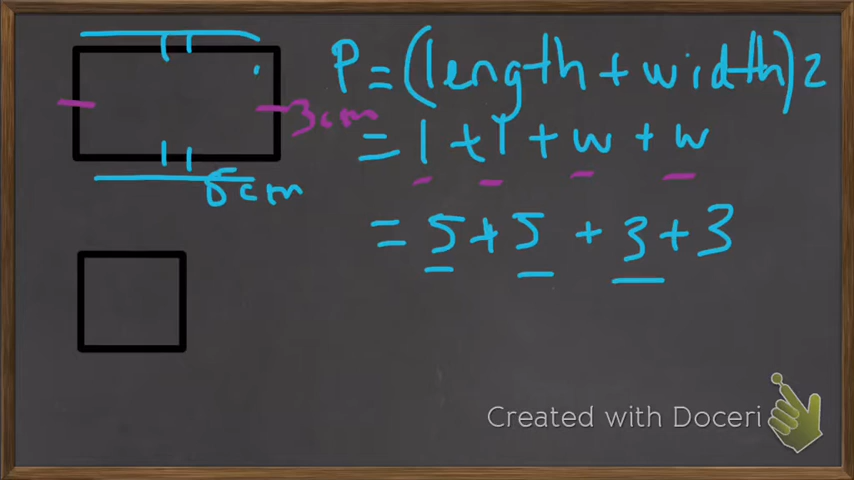 P = (length + width) 2
3cm
= l + l + w + w
5cm
= 5 + 5 + 3 + 3
Created with Doceri